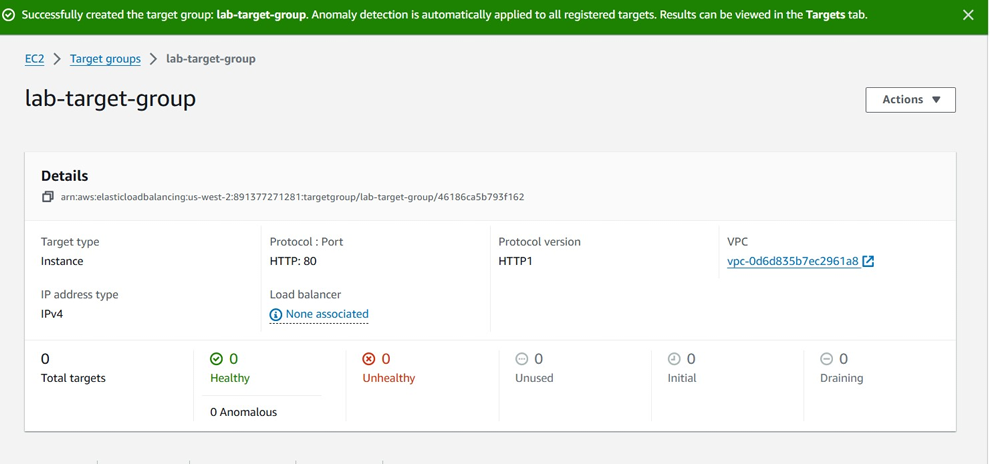 Successfully created the target group: lab-target-group. Anomaly detection is automatically applied to all registered targets. Results can be viewed in the Targets tab.
EC2 > Target groups > lab-target-group
lab-target-group
Actions
Details
arn:aws:elasticloadbalancing:us-west-2:891377271281:targetgroup/lab-target-group/46186ca5b793f162
Target type
Instance
Protocol : Port
HTTP: 80
Protocol version
HTTP1
VPC
vpc-0d6d835b7ec2961a8
IP address type
IPv4
Load balancer
None associated
0
Total targets
0
Healthy
0 Anomalous
0
Unhealthy
0
Unused
0
Initial
0
Draining